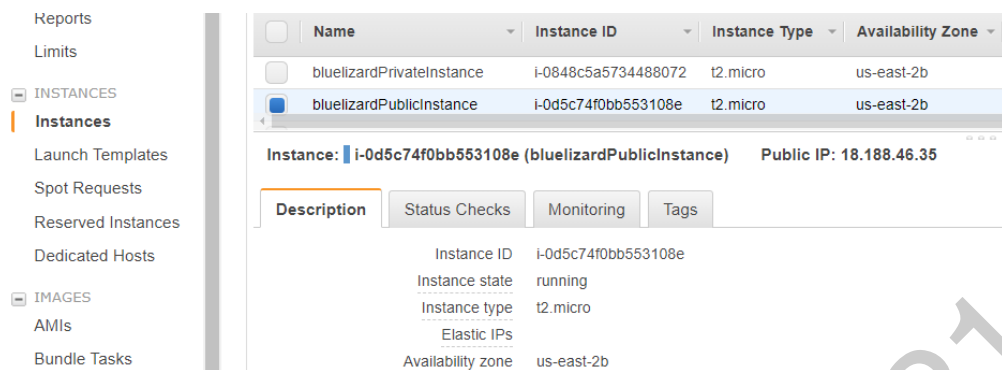 Reports
Limits
INSTANCES
Instances
Launch Templates
Spot Requests
Reserved Instances
Dedicated Hosts
IMAGES
AMIs
Bundle Tasks
Name Instance ID Instance Type Availability Zone
bluelizardPrivateInstance i-0848c5a5734488072 t2.micro us-east-2b
bluelizardPublicInstance i-0d5c74f0bb553108e t2.micro us-east-2b
Instance: i-0d5c74f0bb553108e (bluelizardPublicInstance) Public IP: 18.188.46.35
Description Status Checks Monitoring Tags
Instance ID i-0d5c74f0bb553108e
Instance state running
Instance type t2.micro
Elastic IPs
Availability zone us-east-2b